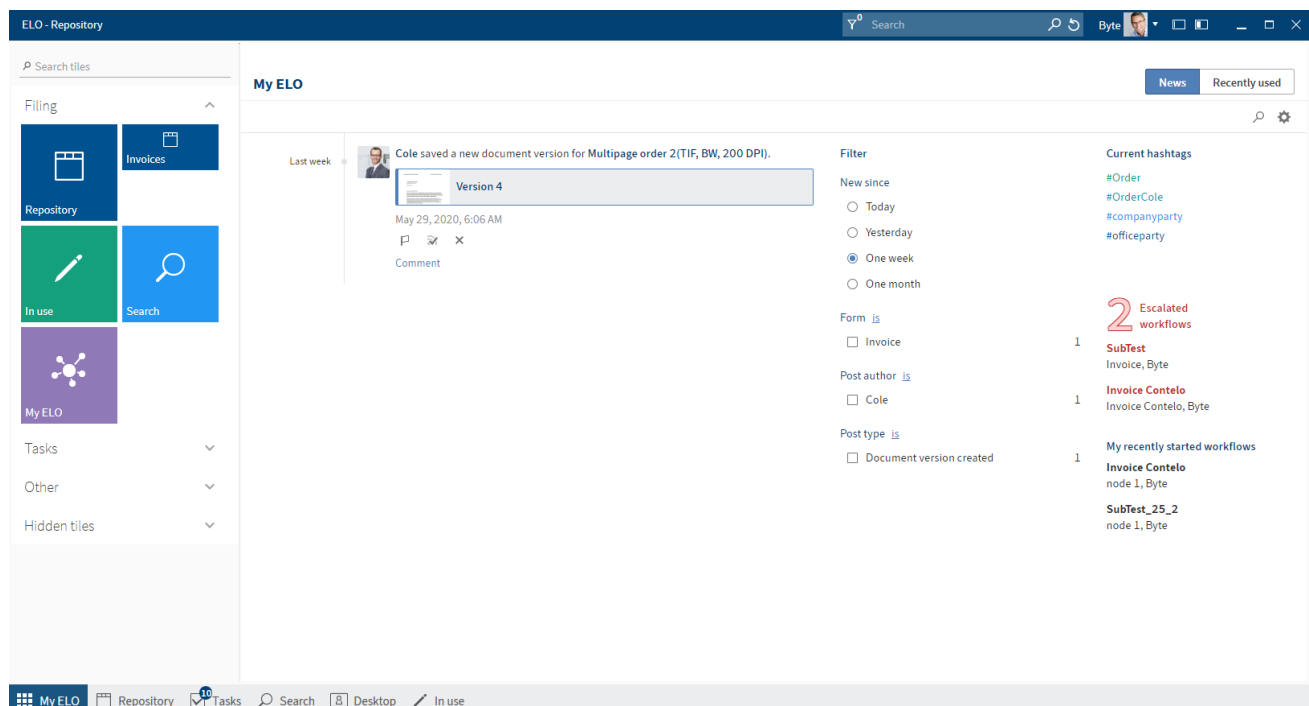 ELO - Repository
0
Search
Byte
Search tiles
Filing
Repository
Invoices
In use
Search
My ELO
Tasks
Other
Hidden tiles
My ELO
News
Recently used
Last week
Cole saved a new document version for Multipage order 2(TIF, BW, 200 DPI).
Version 4
May 29, 2020, 6:06 AM
Comment
Filter
New since
Today
Yesterday
One week
One month
Form is
Invoice 1
Post author is
Cole 1
Post type is
Document version created 1
Current hashtags
#Order
#OrderCole
#companyparty
#officeparty
2 Escalated
workflows
SubTest
Invoice, Byte
Invoice Contelo
Invoice Contelo, Byte
My recently started workflows
Invoice Contelo
node 1, Byte
SubTest_25_2
node 1, Byte
My ELO
Repository
10
Tasks
Search
8
Desktop
In use